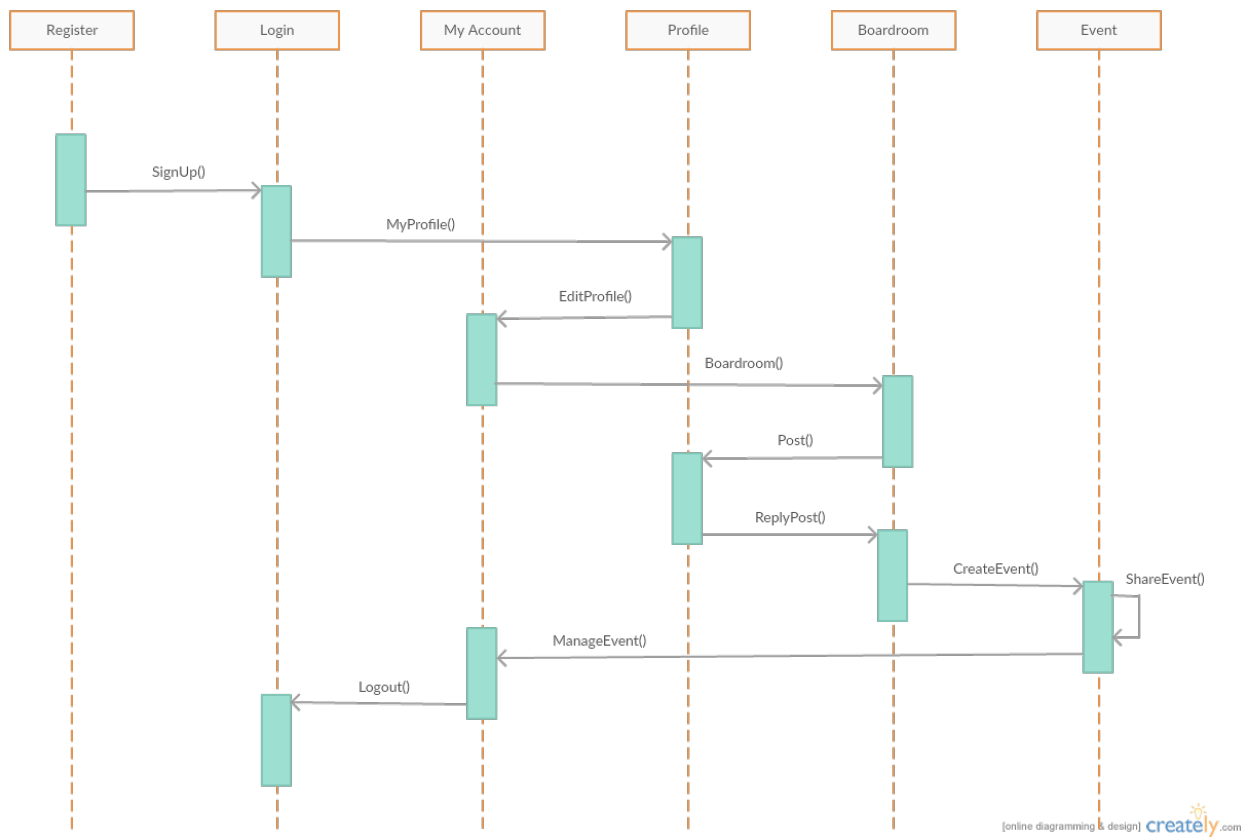 Register
Login
My Account
Profile
Boardroom
Event
SignUp()
MyProfile()
EditProfile()
Boardroom()
Post()
ReplyPost()
CreateEvent()
ShareEvent()
ManageEvent()
Logout()
[online diagramming & design] creately.com